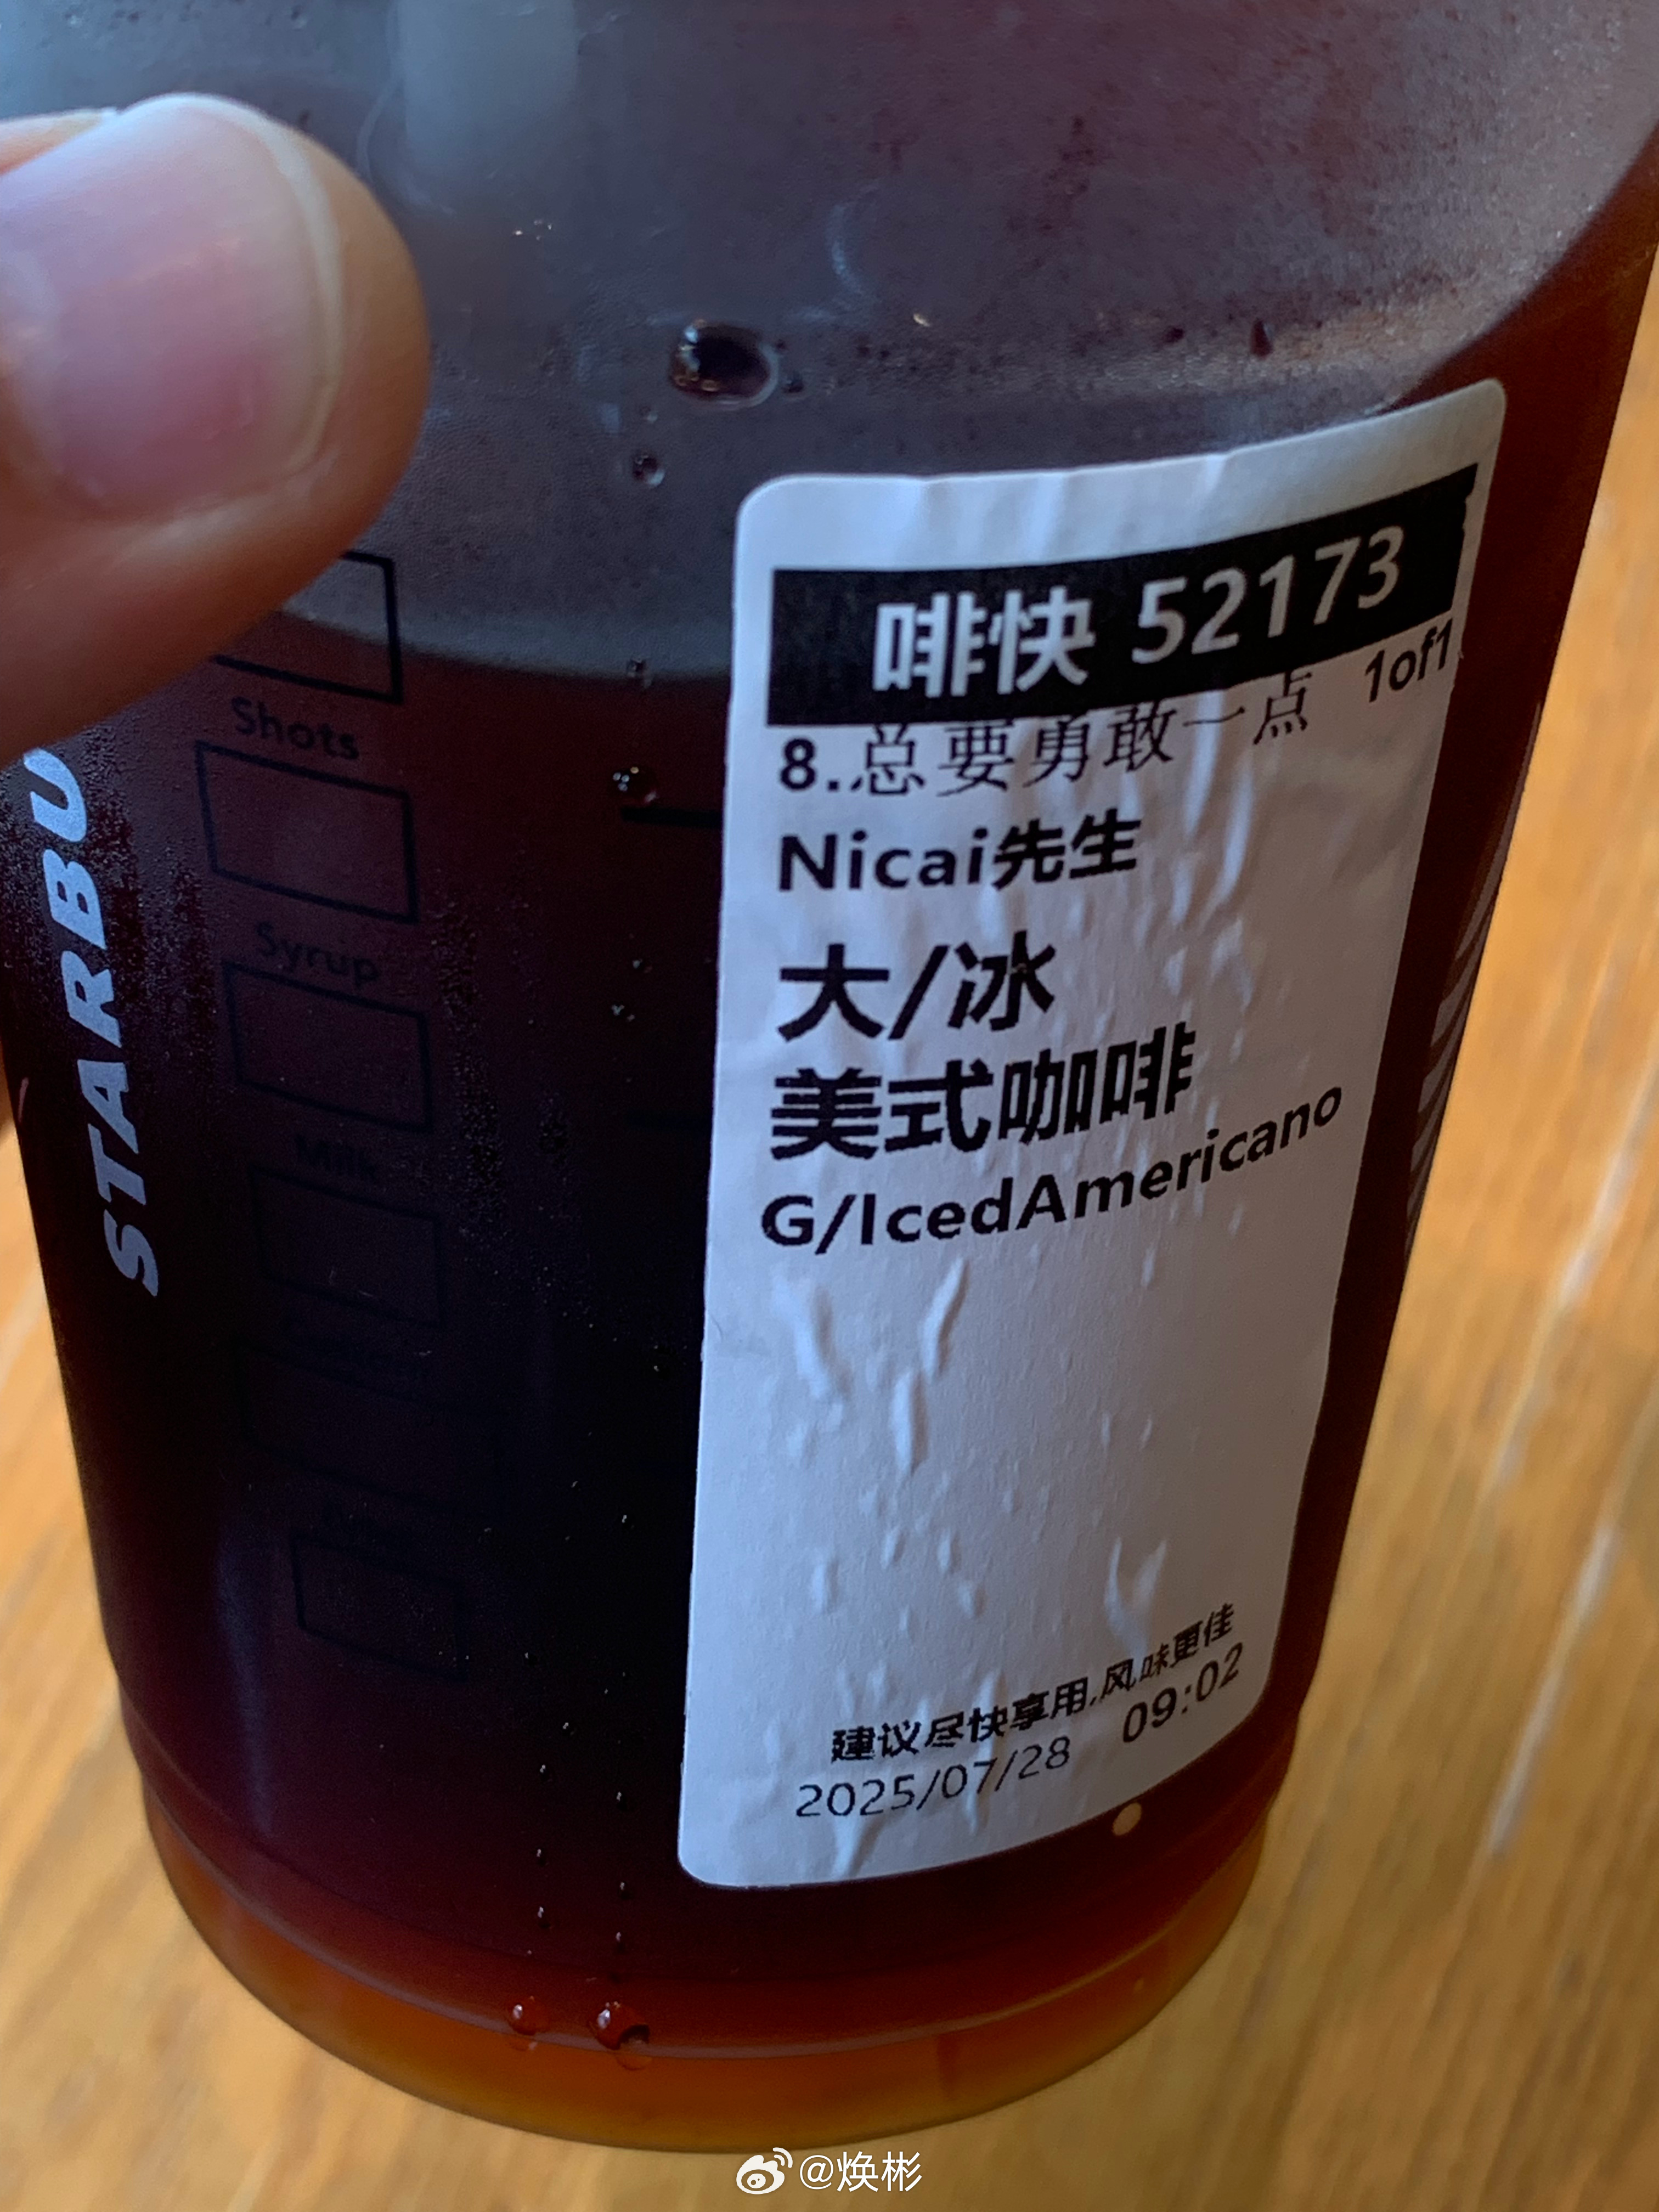 STARBU
Shots
Syrup
Milk
啡快 52173
8.总要勇敢一点 1of1
Nicai先生
大/冰
美式咖啡
G/IcedAmericano
建议尽快享用,风味更佳
2025/07/28 09:02
@焕彬